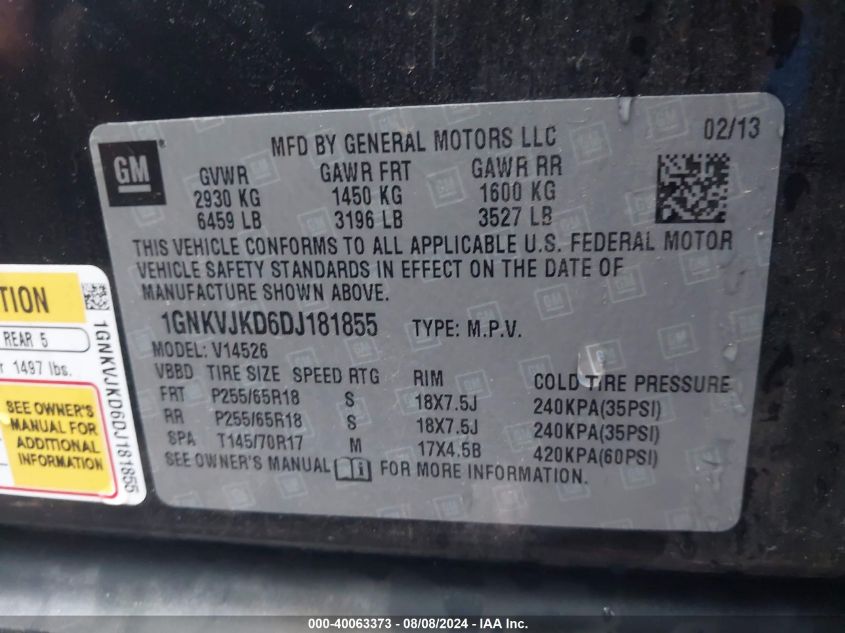 MFD BY GENERAL MOTORS LLC 02/13
GM
GVWR GAWR FRT GAWR RR
2930 KG 1450 KG 1600 KG
6459 LB 3196 LB 3527 LB
THIS VEHICLE CONFORMS TO ALL APPLICABLE U.S. FEDERAL MOTOR
VEHICLE SAFETY STANDARDS IN EFFECT ON THE DATE OF
MANUFACTURE SHOWN ABOVE.
1GNKVJKD6DJ181855 TYPE: M.P.V.
MODEL: V14526
VBBD TIRE SIZE SPEED RTG RIM COLD TIRE PRESSURE
FRT P255/65R18 S 18X7.5J 240KPA(35PSI)
RR P255/65R18 S 18X7.5J 240KPA(35PSI)
SPA T145/70R17 M 17X4.5B 420KPA(60PSI)
SEE OWNER'S MANUAL FOR MORE INFORMATION.
REAR 5
1497 lbs.
SEE OWNER'S
MANUAL FOR
ADDITIONAL
INFORMATION
1GNKVJKD6DJ181855
000-40063373 - 08/08/2024 - IAA Inc.